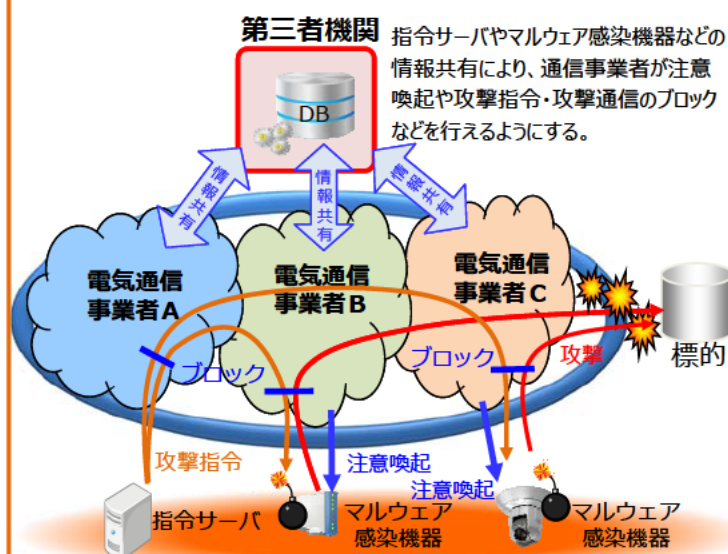 第三者機関
指令サーバやマルウェア感染機器などの
情報共有により、通信事業者が注意
喚起や攻撃指令・攻撃通信のブロック
などを行えるようにする。
DB
情報共有
情報共有
情報共有
電気通信
事業者A
電気通信
事業者B
電気通信
事業者C
標的
ブロック
ブロック
攻撃
攻撃指令
注意喚起
注意喚起
指令サーバ
マルウェア
感染機器
マルウェア
感染機器